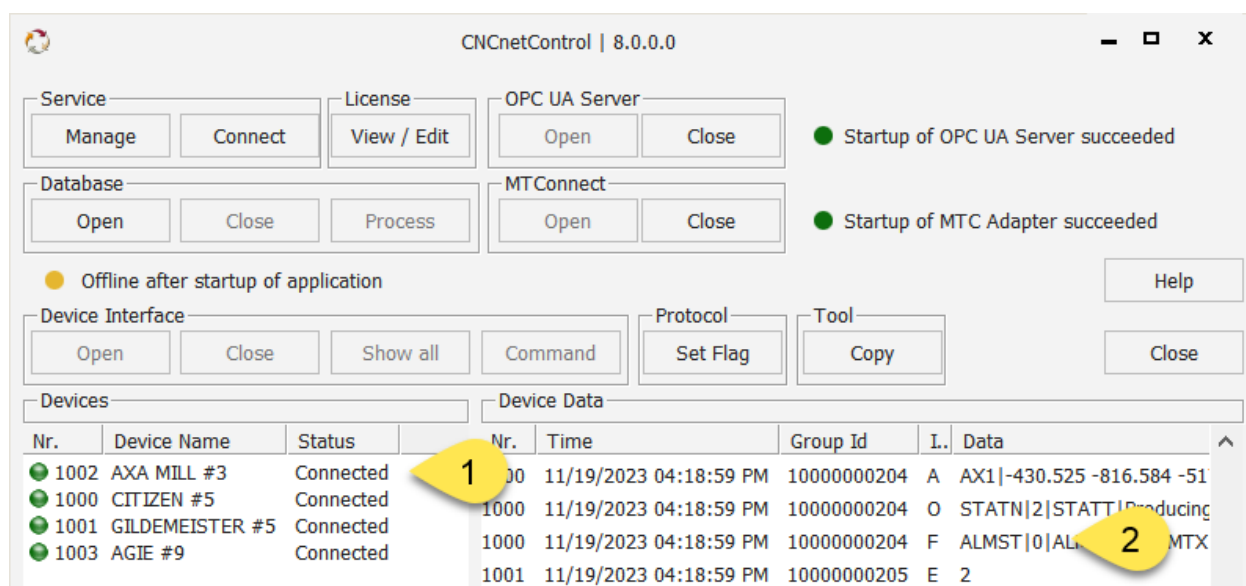 CNCnetControl | 8.0.0.0
Service
Manage Connect
License
View / Edit
OPC UA Server
Open Close
Startup of OPC UA Server succeeded
Database
Open Close Process
MTConnect
Open Close
Startup of MTC Adapter succeeded
Offline after startup of application
Help
Device Interface
Open Close Show all Command
Protocol
Set Flag
Tool
Copy
Close
Devices
Nr. Device Name Status
1002 AXA MILL #3 Connected
1000 CITIZEN #5 Connected
1001 GILDEMEISTER #5 Connected
1003 AGIE #9 Connected
1
Device Data
Nr. Time Group Id I.. Data
11/19/2023 04:18:59 PM 10000000204 A AX1|-430.525 -816.584 -51
1000 11/19/2023 04:18:59 PM 10000000204 O STATN|2|STATT|Producing
1000 11/19/2023 04:18:59 PM 10000000204 F ALMST|0|AL MTX
2
1001 11/19/2023 04:18:59 PM 10000000205 E 2